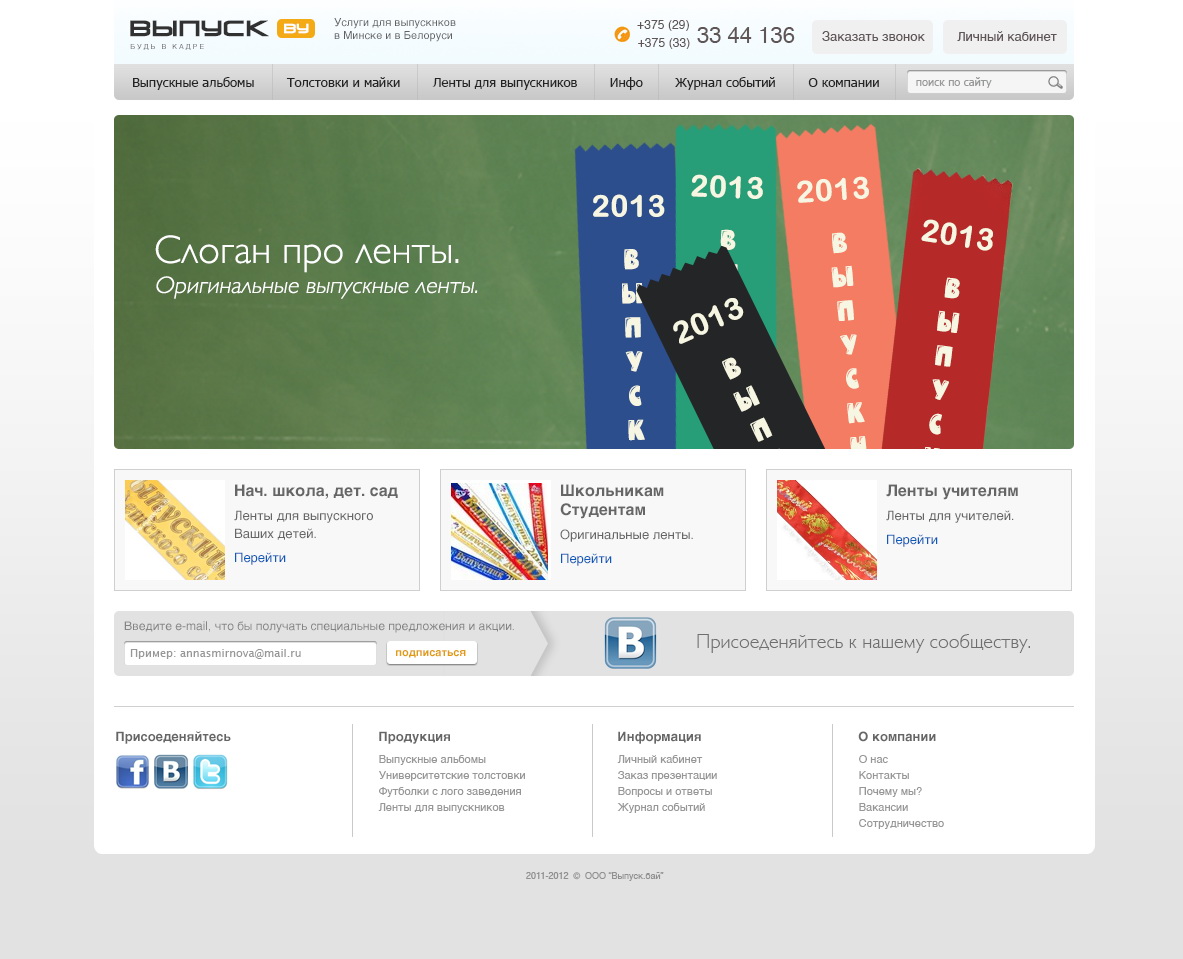 ВЫПУСК BY
БУДЬ В КАДРЕ
Услуги для выпускнков
в Минске и в Белоруси
+375 (29)
+375 (33)
33 44 136
Заказать звонок
Личный кабинет
Выпускные альбомы
Толстовки и майки
Ленты для выпускников
Инфо
Журнал событий
О компании
поиск по сайту
Слоган про ленты.
Оригинальные выпускные ленты.
2013
ВЫПУСК
2013
В
2013
ВЫП
2013
ВЫПУСК
2013
ВЫПУС
Нач. школа, дет. сад
Ленты для выпускного
Ваших детей.
Перейти
Школьникам
Студентам
Оригинальные ленты.
Перейти
Ленты учителям
Ленты для учителей.
Перейти
Введите e-mail, что бы получать специальные предложения и акции.
Пример: annasmirnova@mail.ru
подписаться
В
Присоеденяйтесь к нашему сообществу.
Присоеденяйтесь
f В t
Продукция
Выпускные альбомы
Университетские толстовки
Футболки с лого заведения
Ленты для выпускников
Информация
Личный кабинет
Заказ презентации
Вопросы и ответы
Журнал событий
О компании
О нас
Контакты
Почему мы?
Вакансии
Сотрудничество
2011-2012 © ООО "Выпуск.бай"